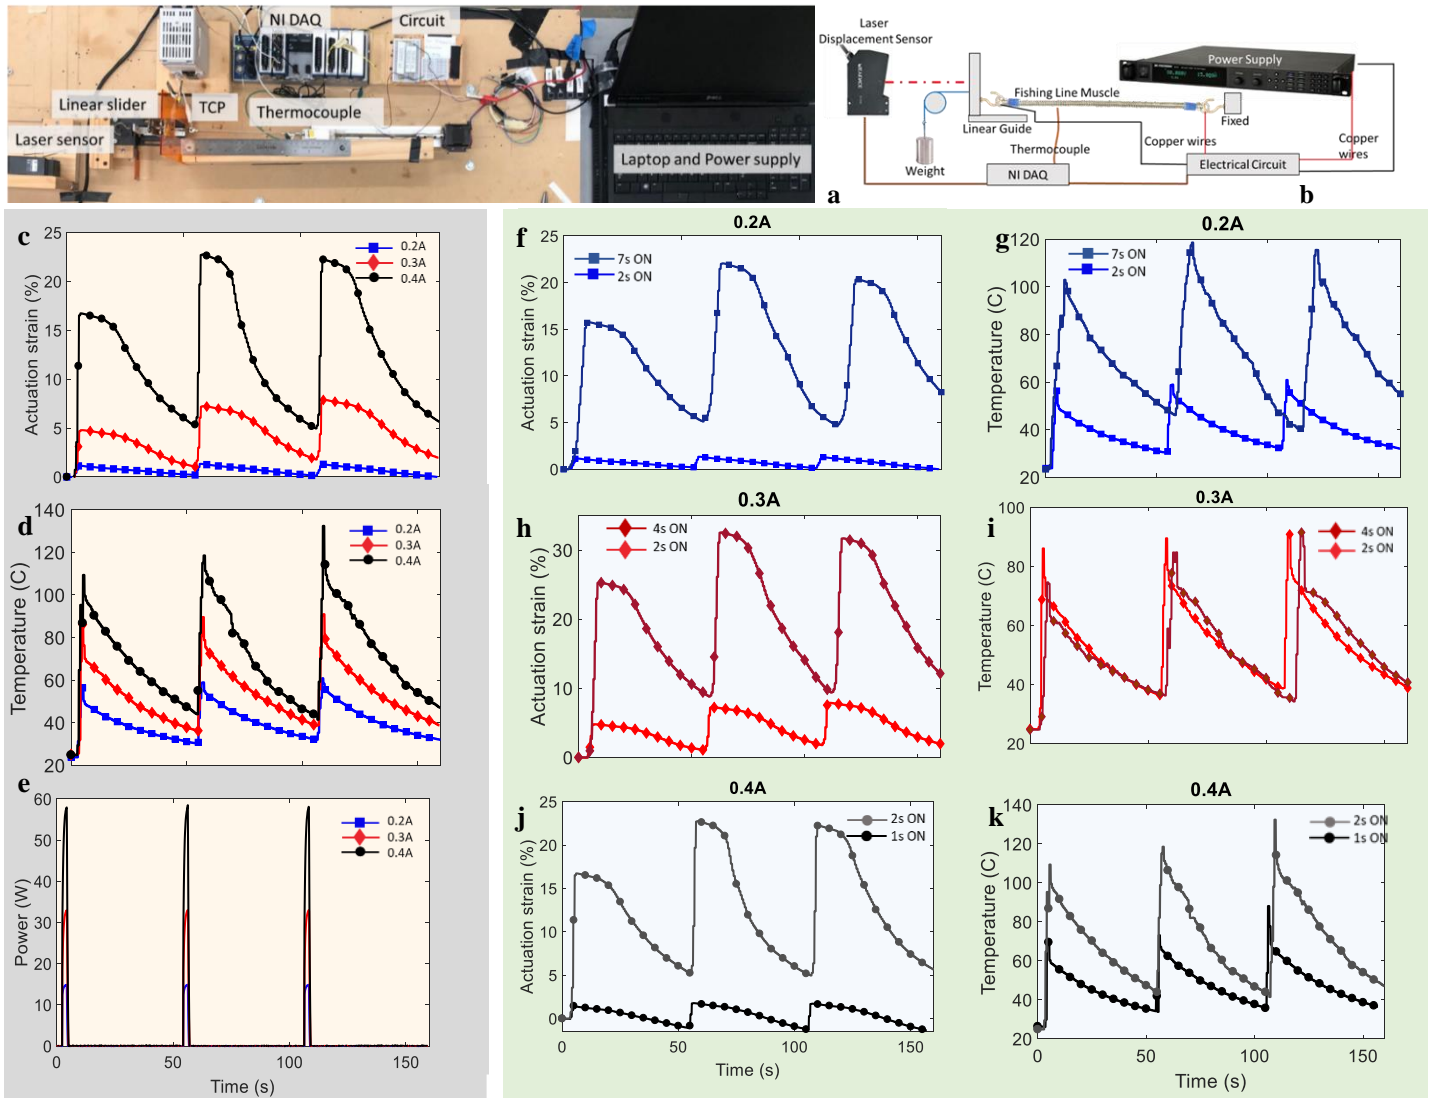 NI DAQ
Circuit
Linear slider
TCP
Thermocouple
Laser sensor
Laptop and Power supply
a
Laser
Displacement Sensor
Power Supply
Fishing Line Muscle
Fixed
Linear Guide
Copper wires
Copper
wires
Thermocouple
Weight
NI DAQ
Electrical Circuit
b
c
25
20
15
10
5
0
Actuation strain (%)
0.2A
0.3A
0.4A
d
140
120
100
80
60
40
20
Temperature (C)
0.2A
0.3A
0.4A
e
60
50
40
30
20
10
0
Power (W)
0.2A
0.3A
0.4A
0 50 100 150
Time (s)
f
0.2A
25
20
15
10
5
0
Actuation strain (%)
7s ON
2s ON
g
0.2A
120
100
80
60
40
20
Temperature (C)
7s ON
2s ON
h
0.3A
30
20
10
0
Actuation strain (%)
4s ON
2s ON
i
0.3A
100
80
60
40
20
Temperature (C)
4s ON
2s ON
j
0.4A
25
20
15
10
5
0
Actuation strain (%)
2s ON
1s ON
0 50 100 150
Time (s)
k
0.4A
140
120
100
80
60
40
20
Temperature (C)
2s ON
1s ON
0 50 100 150
Time (s)